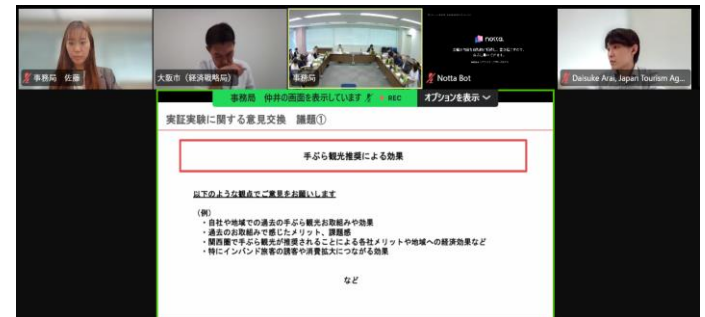 事務局 佐藤
大阪市（経済戦略局）
事務局
notta.
Notta Bot
Daisuke Arai, Japan Tourism Ag...
事務局 仲井の画面を表示しています
REC
オプションを表示
実証実験に関する意見交換 議題①
手ぶら観光推奨による効果
以下のような観点でご意見をお願いします
（例）
・自社や地域での過去の手ぶら観光お取組みや効果
・過去のお取組みで感じたメリット、課題感
・関西圏で手ぶら観光が推奨されることによる各社メリットや地域への経済効果など
・特にインバンド旅客の誘客や消費拡大につながる効果
など